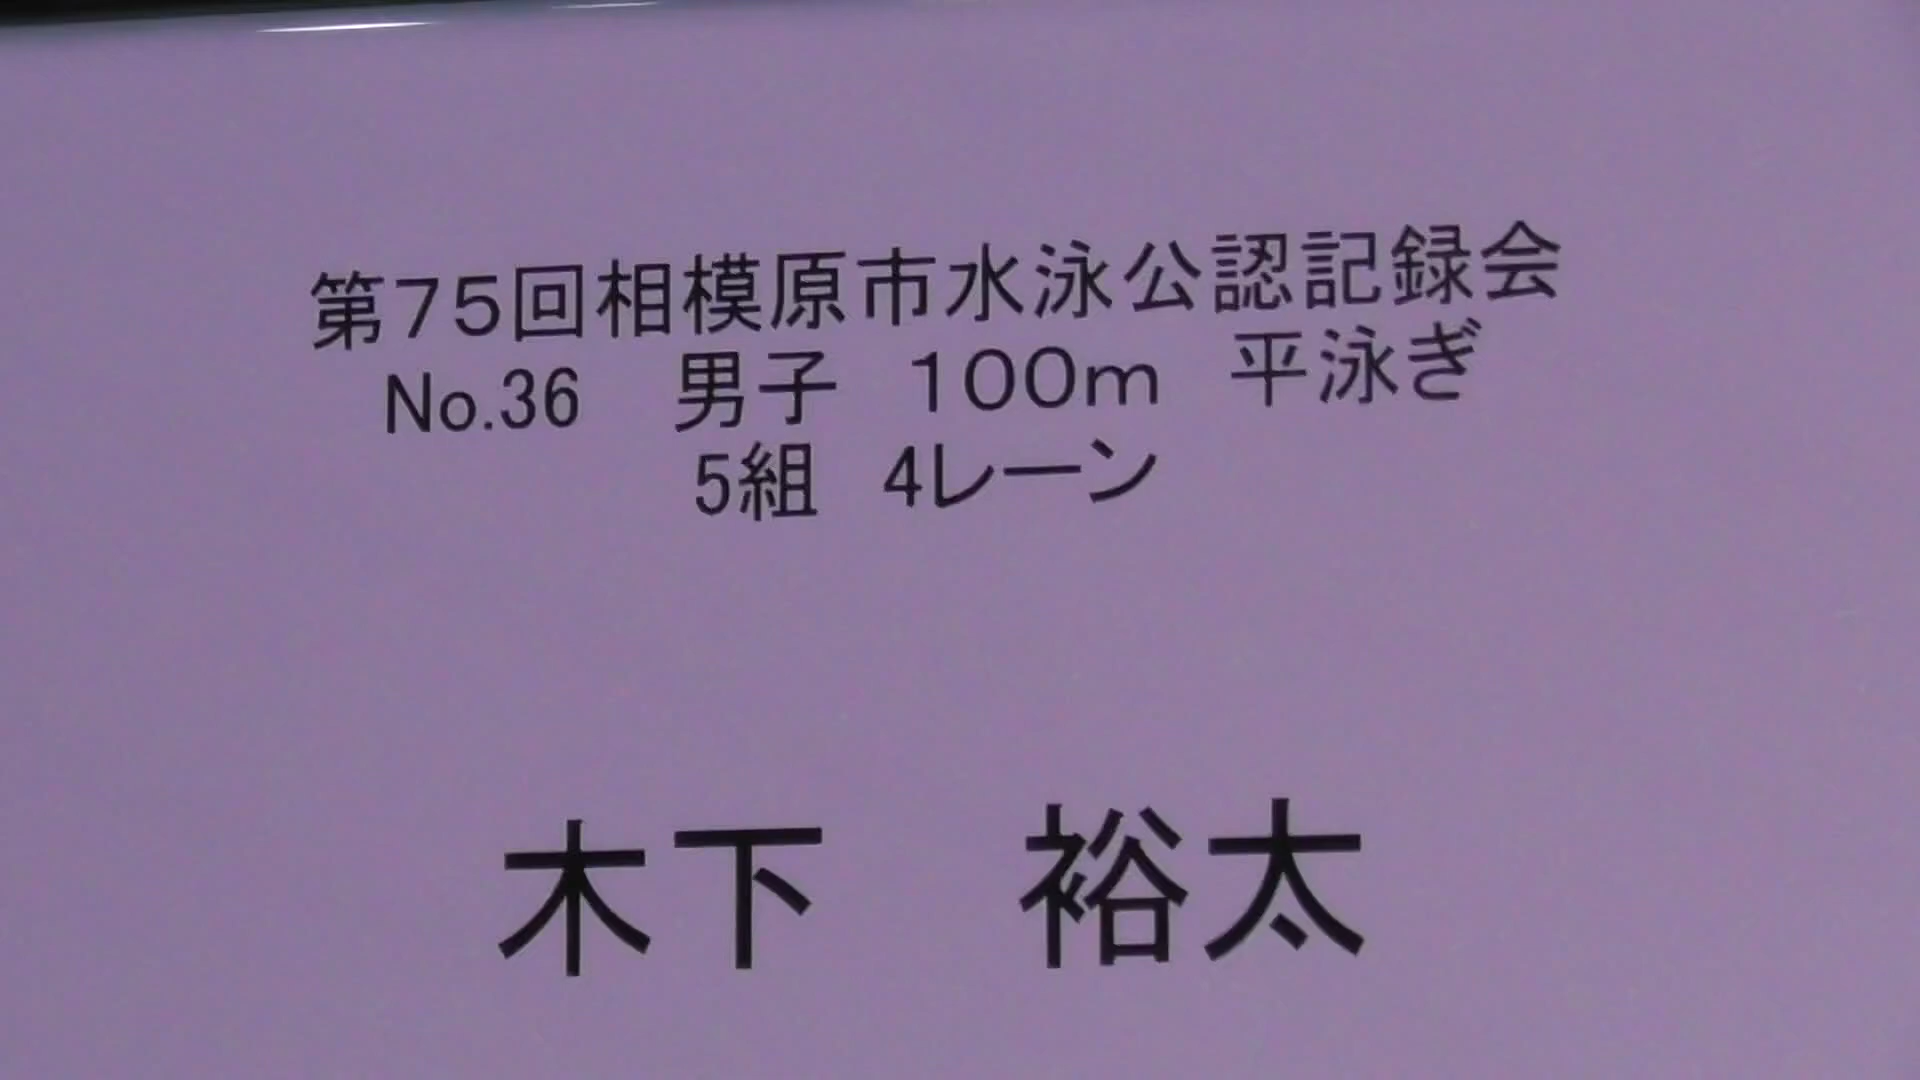 第７５回相模原市水泳公認記録会
No.36　男子　１００ｍ　平泳ぎ
5組　4レーン
木下　裕太